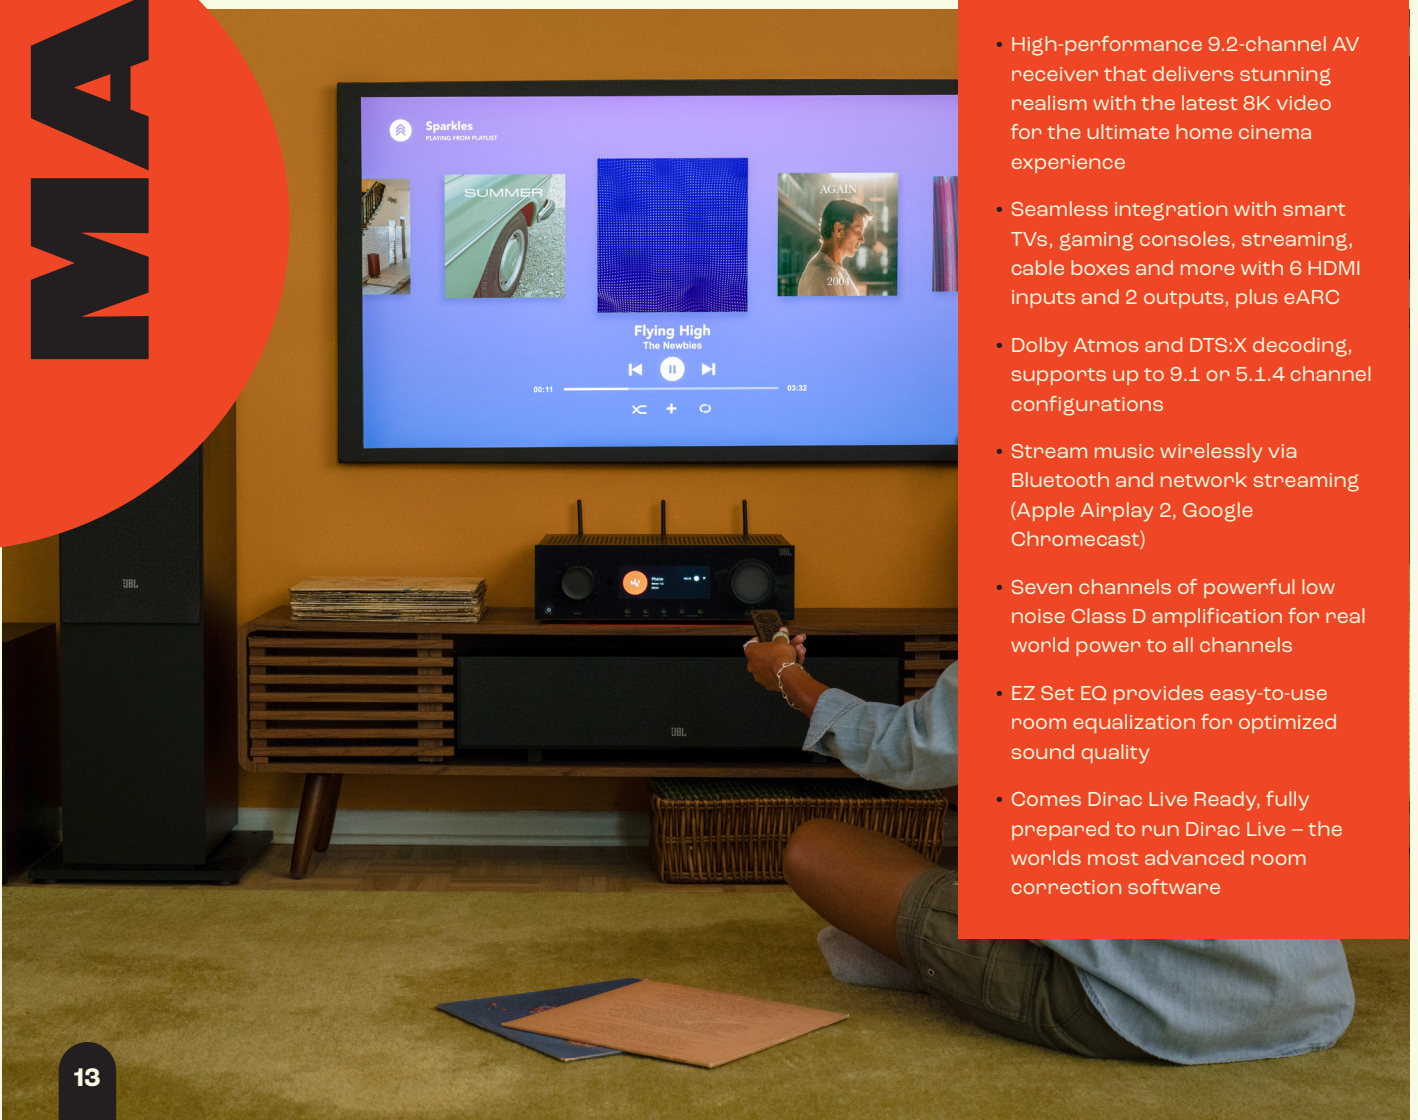 MA
Sparkles
PLAYING FROM PLAYLIST
SUMMER
AGAIN
2004
Flying High
The Newbies
00:11
03:32
JBL
JBL
Phono
JBL
• High-performance 9.2-channel AV
receiver that delivers stunning
realism with the latest 8K video
for the ultimate home cinema
experience
• Seamless integration with smart
TVs, gaming consoles, streaming,
cable boxes and more with 6 HDMI
inputs and 2 outputs, plus eARC
• Dolby Atmos and DTS:X decoding,
supports up to 9.1 or 5.1.4 channel
configurations
• Stream music wirelessly via
Bluetooth and network streaming
(Apple Airplay 2, Google
Chromecast)
• Seven channels of powerful low
noise Class D amplification for real
world power to all channels
• EZ Set EQ provides easy-to-use
room equalization for optimized
sound quality
• Comes Dirac Live Ready, fully
prepared to run Dirac Live – the
worlds most advanced room
correction software
13